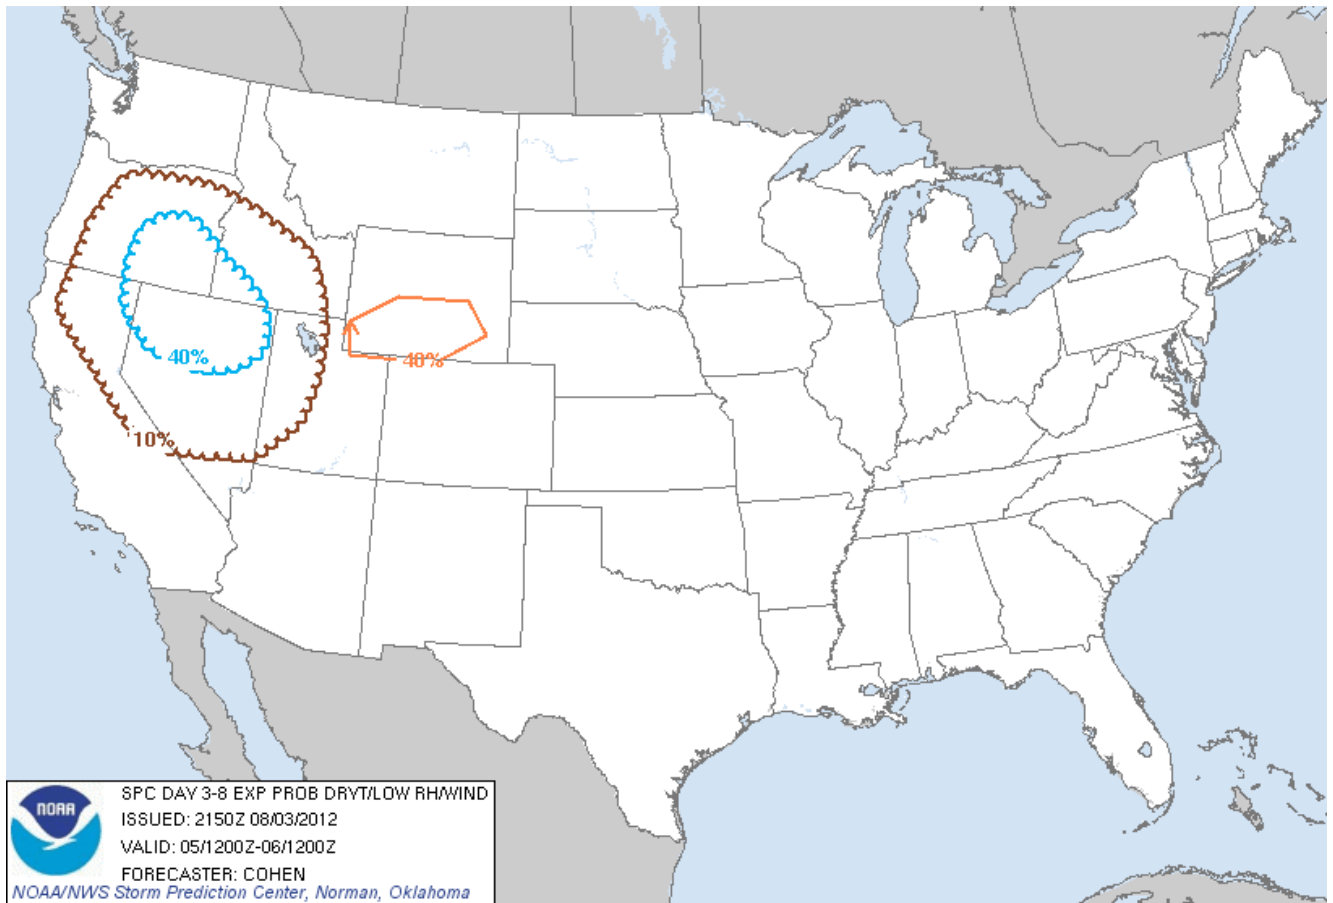 40%
40%
10%
NOAA
SPC DAY 3-8 EXP PROB DRYT/LOW RH/WIND
ISSUED: 2150Z 08/03/2012
VALID: 05/1200Z-06/1200Z
FORECASTER: COHEN
NOAA/NWS Storm Prediction Center, Norman, Oklahoma